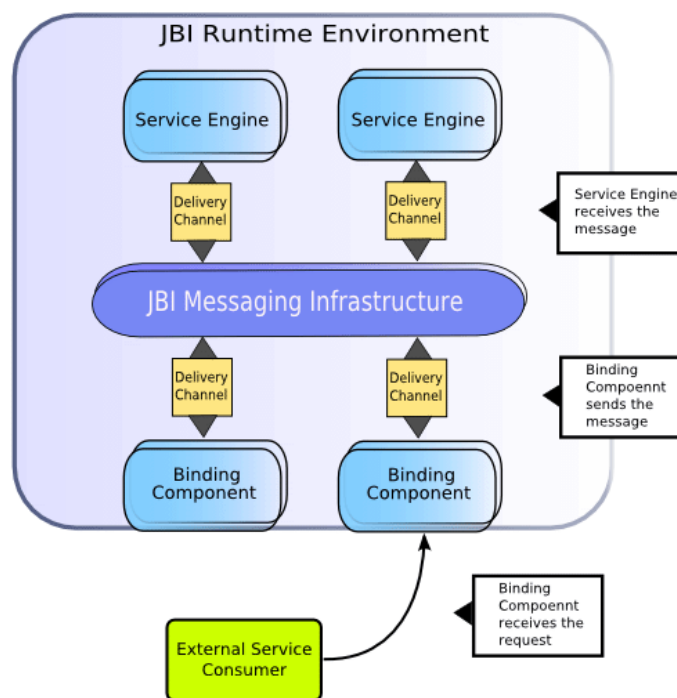 JBI Runtime Environment
Service Engine
Service Engine
Delivery
Channel
Delivery
Channel
Service Engine
receives the
message
JBI Messaging Infrastructure
Delivery
Channel
Delivery
Channel
Binding
Compoennt
sends the
message
Binding
Component
Binding
Component
Binding
Compoennt
receives the
request
External Service
Consumer